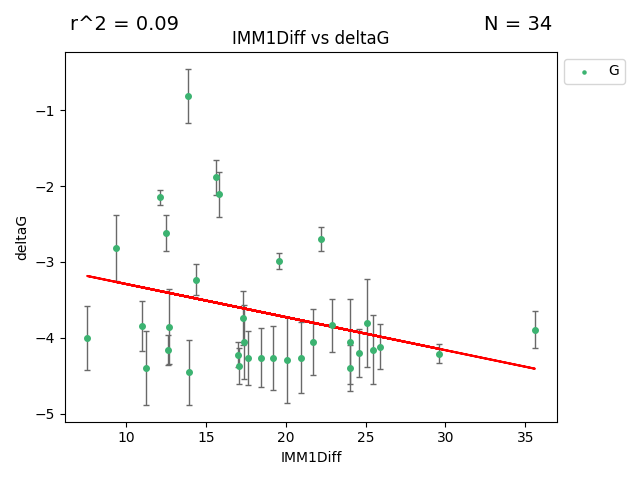 r^2 = 0.09
N = 34
IMM1Diff vs deltaG
G
−1
−2
−3
−4
−5
deltaG
10
15
20
25
30
35
IMM1Diff